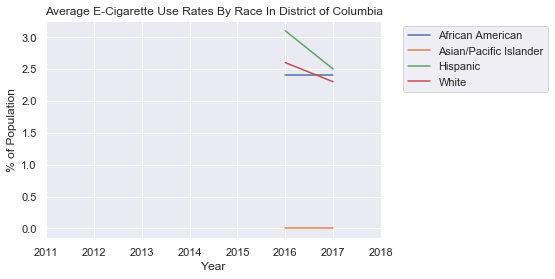 Average E-Cigarette Use Rates By Race In District of Columbia
African American
Asian/Pacific Islander
Hispanic
White
% of Population
3.0
2.5
2.0
1.5
1.0
0.5
0.0
2011 2012 2013 2014 2015 2016 2017 2018
Year